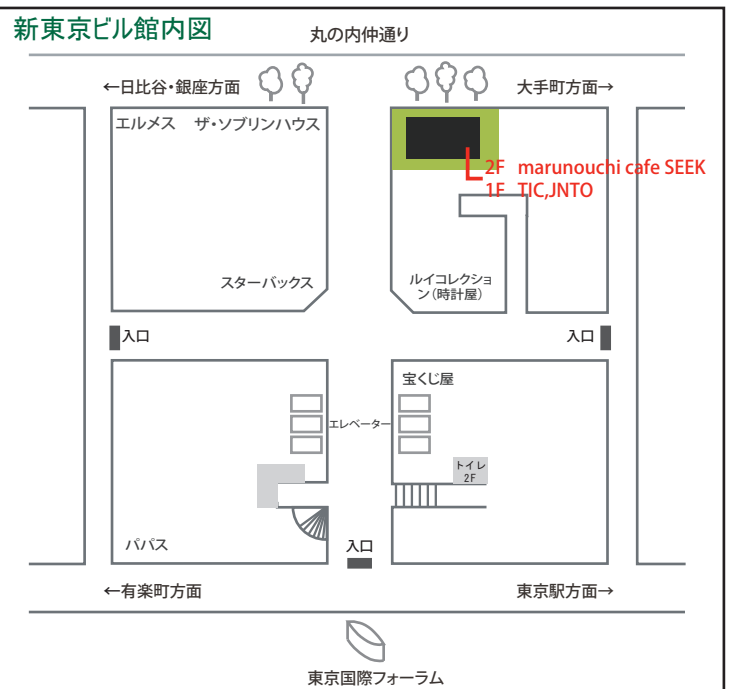 新東京ビル館内図
丸の内仲通り
←日比谷・銀座方面
大手町方面→
エルメス ザ・ソブリンハウス
2F marunouchi cafe SEEK
1F TIC,JNTO
スターバックス
ルイコレクショ
ン（時計屋）
入口
入口
宝くじ屋
エレベーター
トイレ
2F
パパス
入口
←有楽町方面
東京駅方面→
東京国際フォーラム